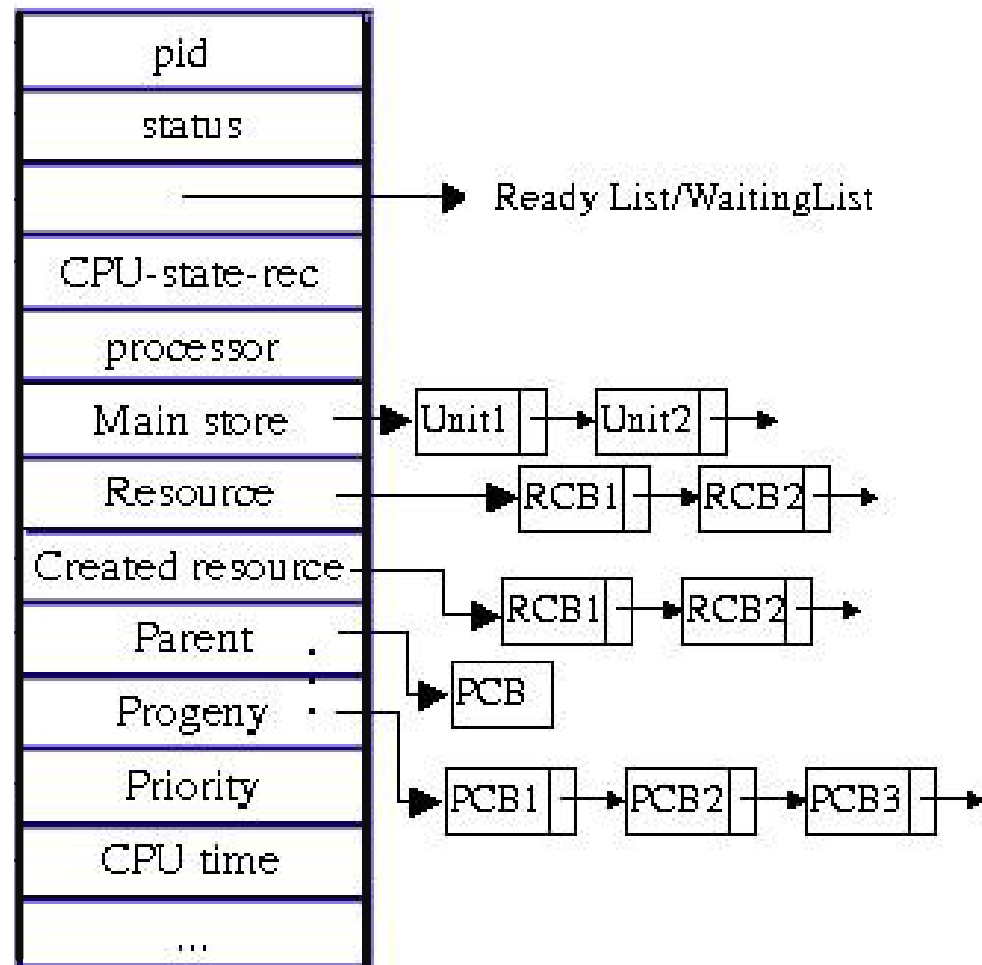 pid
status
Ready List/WaitingList
CPU-state-rec
processor
Main store
Unit1
Unit2
Resource
RCB1
RCB2
Created resource
RCB1
RCB2
Parent
PCB
Progeny
PCB1
PCB2
PCB3
Priority
CPU time
...